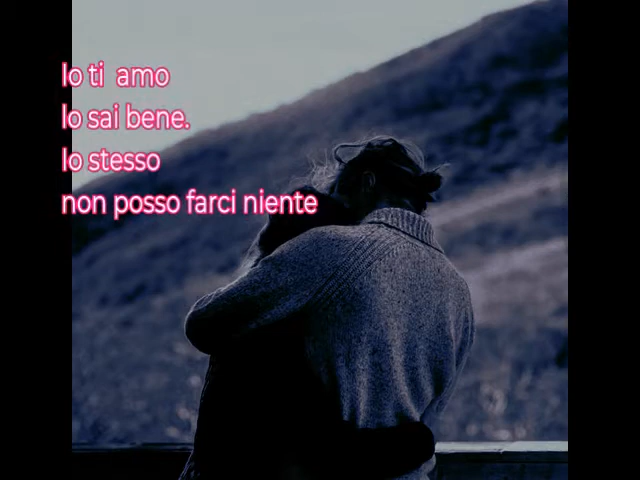 Io ti  amo
lo sai bene.
Io stesso
non posso farci niente